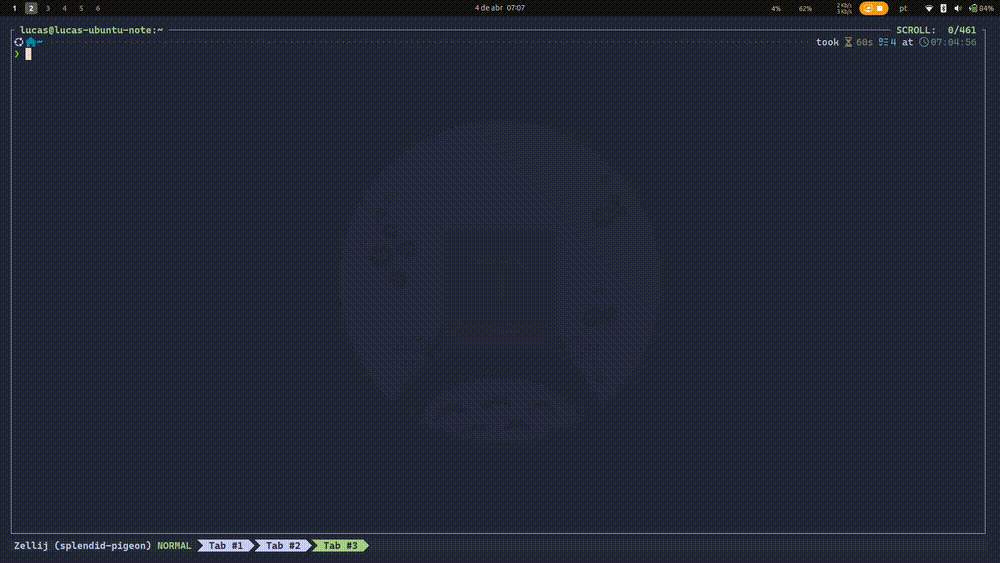 1 2 3 4 5 6 4 de abr 07:07 4% 62% 2 Kb/s 3 Kb/s pt 84%
lucas@lucas-ubuntu-note:~ SCROLL: 0/461
~ took 60s 4 at 07:04:56
❯
Zellij (splendid-pigeon) NORMAL Tab #1 Tab #2 Tab #3